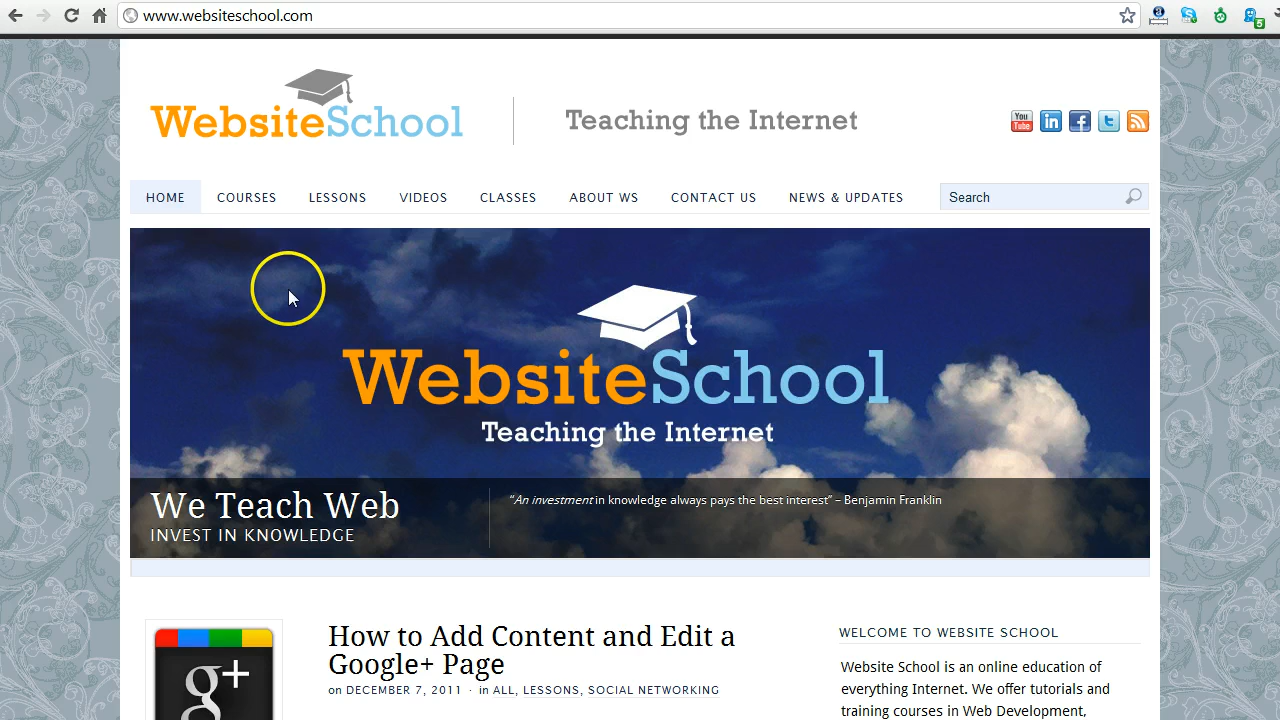 www.websiteschool.com
WebsiteSchool
Teaching the Internet
You
Tube
in
f
t
a
5
HOME COURSES LESSONS VIDEOS CLASSES ABOUT WS CONTACT US NEWS & UPDATES Search
WebsiteSchool
Teaching the Internet
We Teach Web
INVEST IN KNOWLEDGE
“An investment in knowledge always pays the best interest” – Benjamin Franklin
g+
How to Add Content and Edit a
Google+ Page
on DECEMBER 7, 2011 · in ALL, LESSONS, SOCIAL NETWORKING
WELCOME TO WEBSITE SCHOOL
Website School is an online education of
everything Internet. We offer tutorials and
training courses in Web Development,